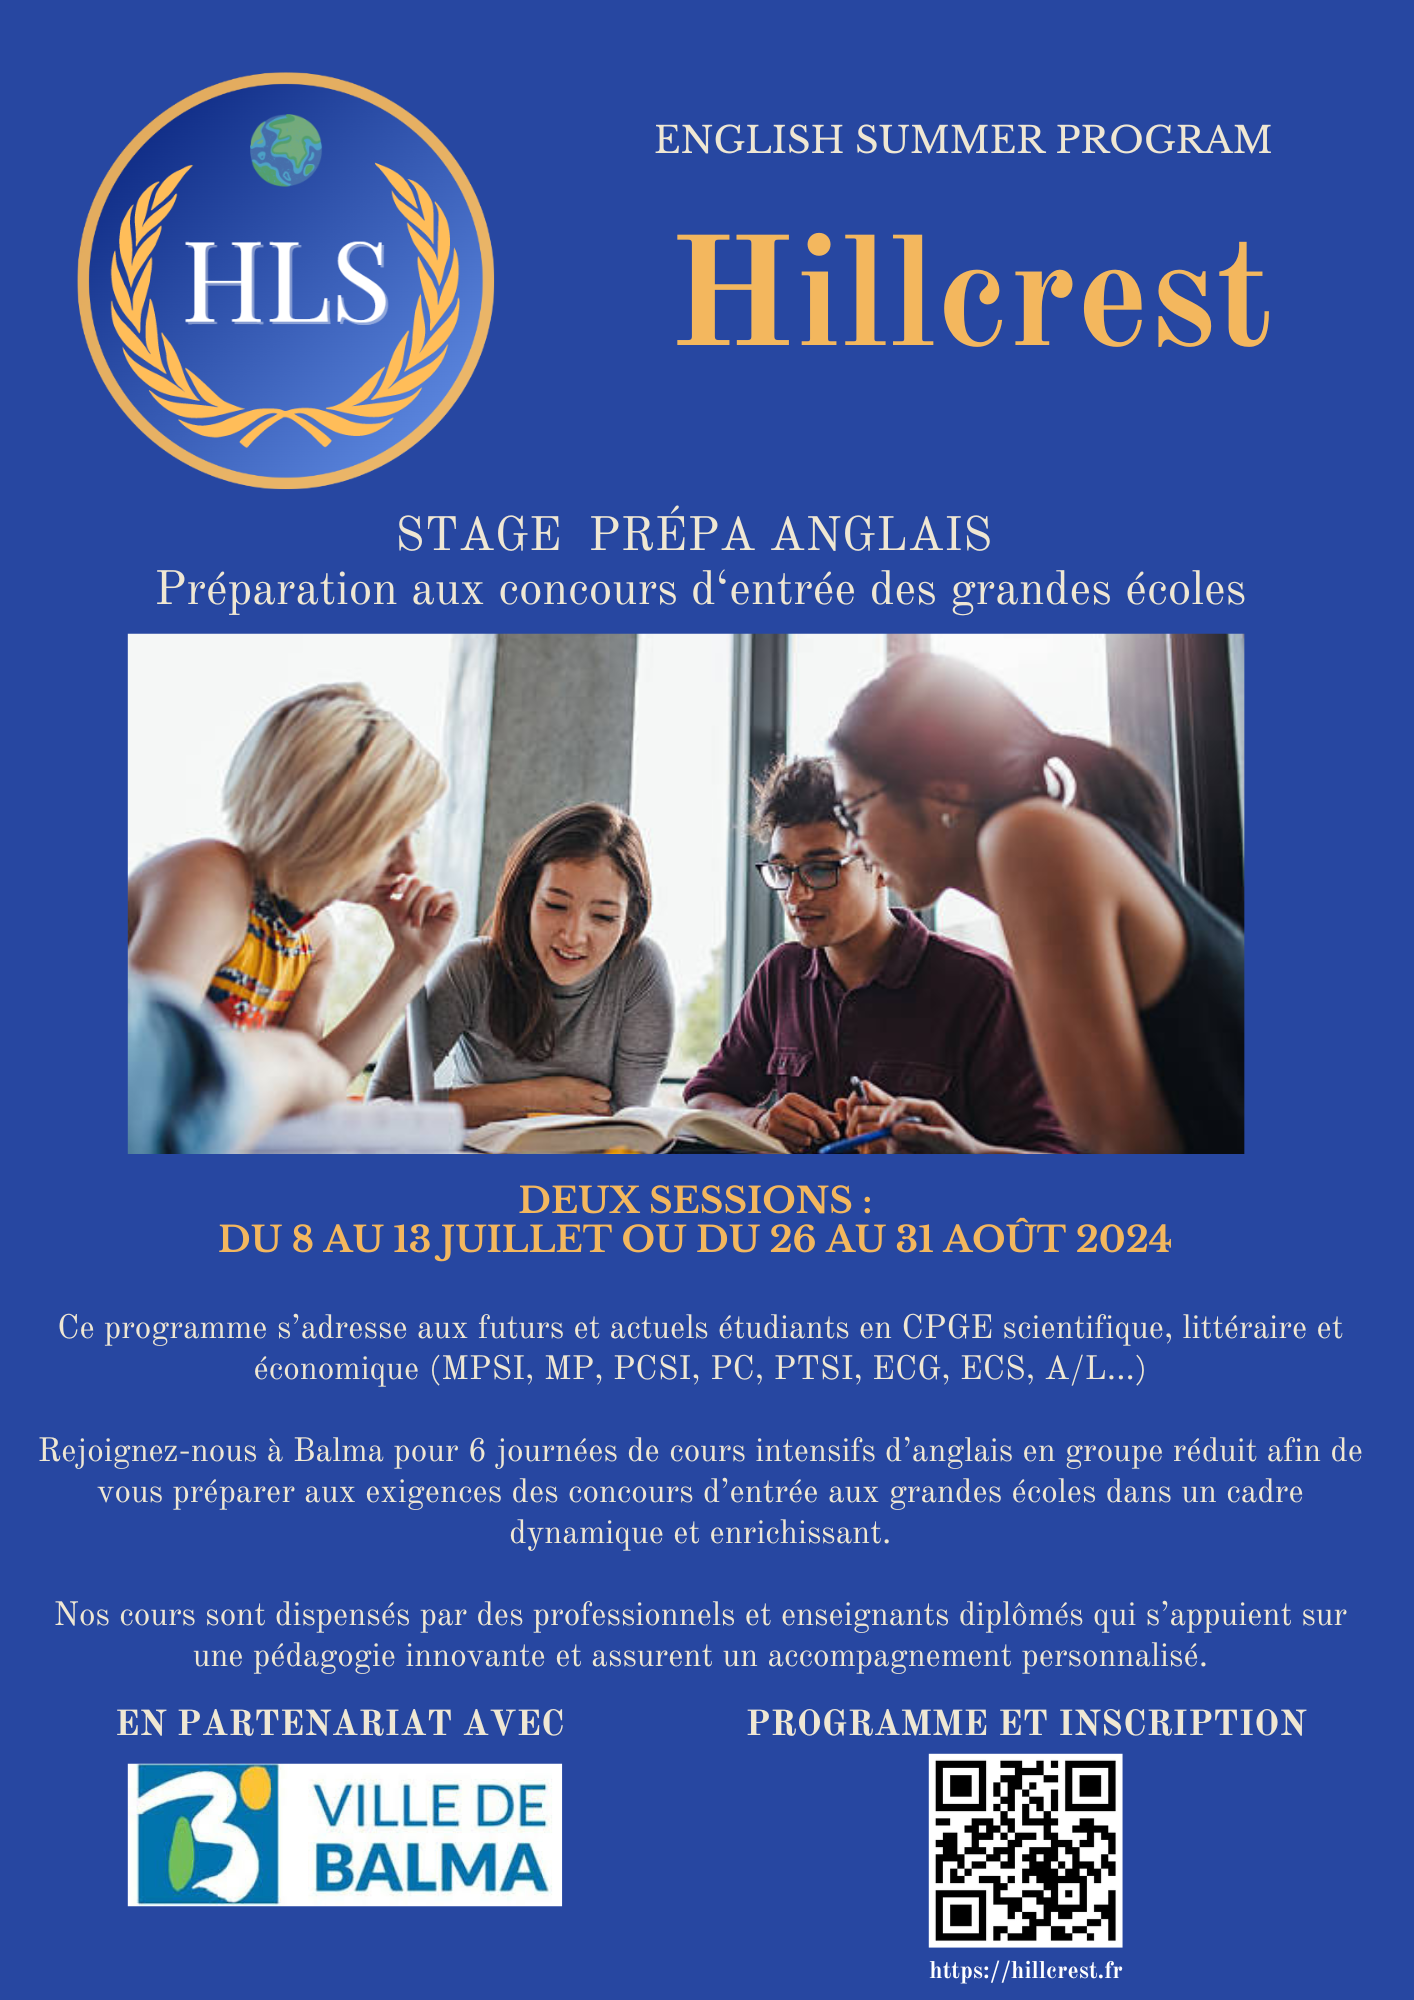 HLS
ENGLISH SUMMER PROGRAM
Hillcrest
STAGE PRÉPA ANGLAIS
Préparation aux concours d‘entrée des grandes écoles
DEUX SESSIONS :
DU 8 AU 13 JUILLET OU DU 26 AU 31 AOÛT 2024
Ce programme s’adresse aux futurs et actuels étudiants en CPGE scientifique, littéraire et
économique (MPSI, MP, PCSI, PC, PTSI, ECG, ECS, A/L...)
Rejoignez-nous à Balma pour 6 journées de cours intensifs d’anglais en groupe réduit afin de
vous préparer aux exigences des concours d’entrée aux grandes écoles dans un cadre
dynamique et enrichissant.
Nos cours sont dispensés par des professionnels et enseignants diplômés qui s’appuient sur
une pédagogie innovante et assurent un accompagnement personnalisé.
EN PARTENARIAT AVEC
VILLE DE
BALMA
PROGRAMME ET INSCRIPTION
https://hillcrest.fr